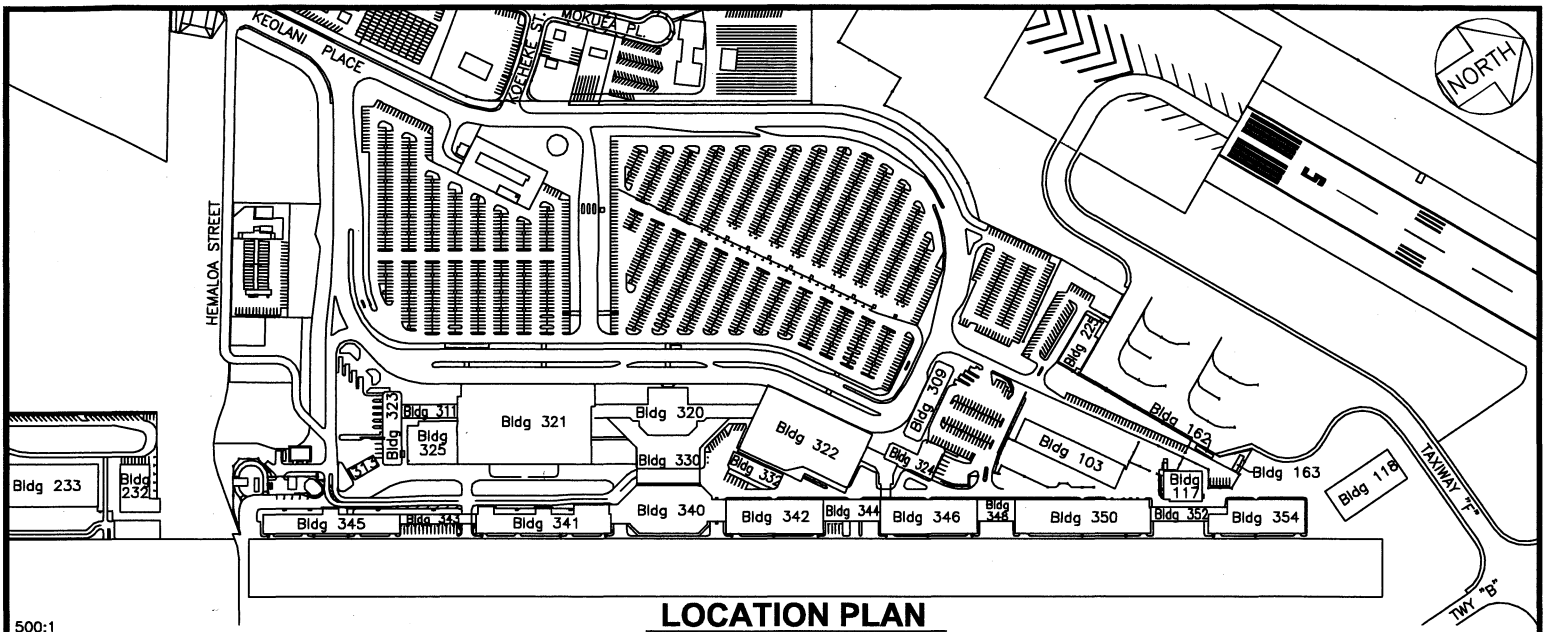 KEOLANI PLACE
KOEHEKE ST.
MOKUEA PL.
NORTH
5
HEMALOA STREET
Bldg 225
Bldg 309
Bldg 323
Bldg 311
Bldg 325
Bldg 321
Bldg 320
Bldg 322
Bldg 162
Bldg 103
Bldg 324
Bldg 330
Bldg 332
313
Bldg 163
Bldg 117
Bldg 118
TAXIWAY "F"
Bldg 233
Bldg 232
Bldg 345
Bldg 343
Bldg 341
Bldg 340
Bldg 342
Bldg 344
Bldg 346
Bldg 348
Bldg 350
Bldg 352
Bldg 354
TWY "B"
LOCATION PLAN
500:1